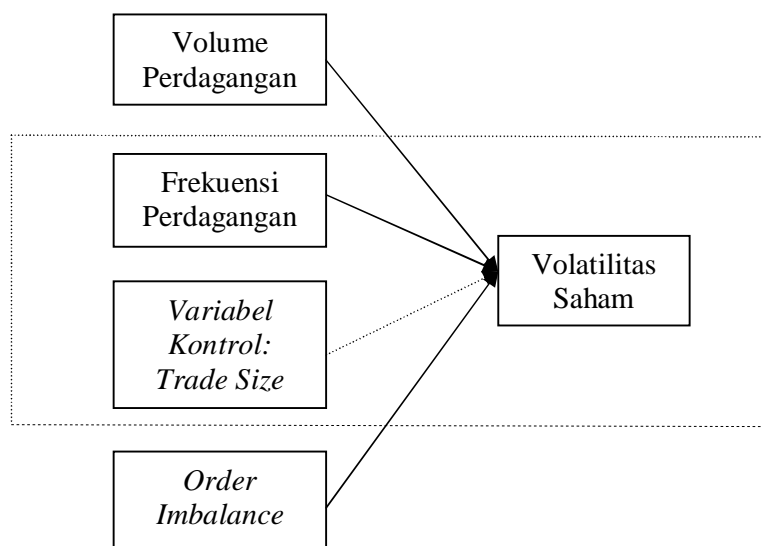 Volume
Perdagangan
Frekuensi
Perdagangan
Variabel
Kontrol:
Trade Size
Volatilitas
Saham
Order
Imbalance